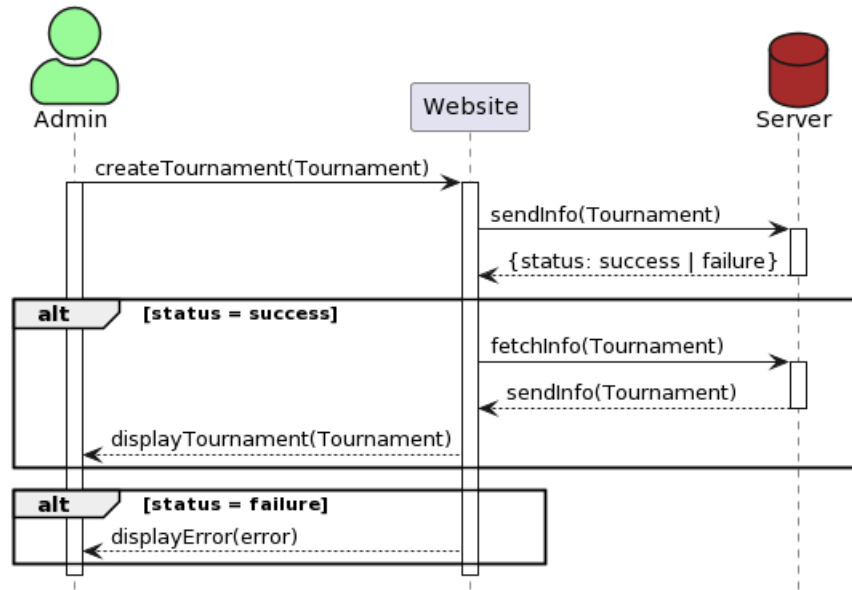 Admin
Website
Server
createTournament(Tournament)
sendInfo(Tournament)
{status: success | failure}
alt [status = success]
fetchInfo(Tournament)
sendInfo(Tournament)
displayTournament(Tournament)
alt [status = failure]
displayError(error)